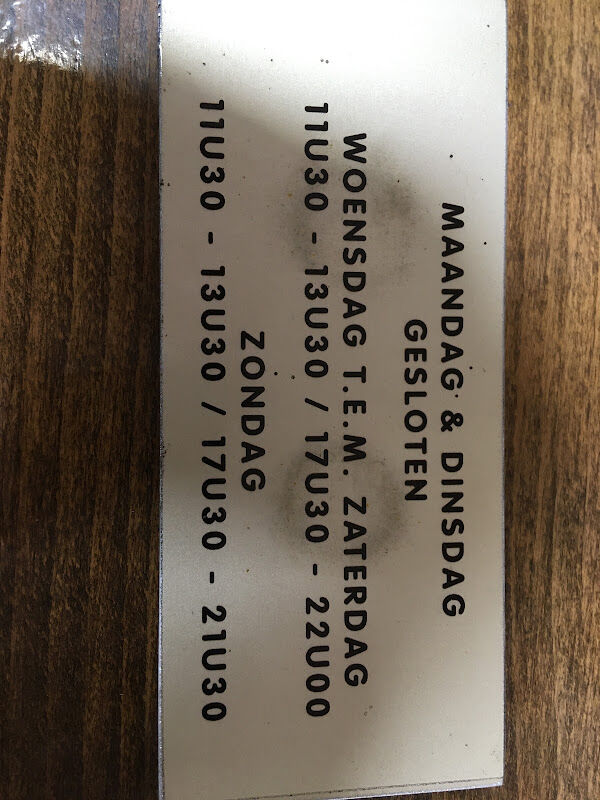 MAANDAG & DINSDAG
GESLOTEN
WOENSDAG T.E.M. ZATERDAG
11U30 - 13U30 / 17U30 - 22U00
ZONDAG
11U30 - 13U30 / 17U30 - 21U30